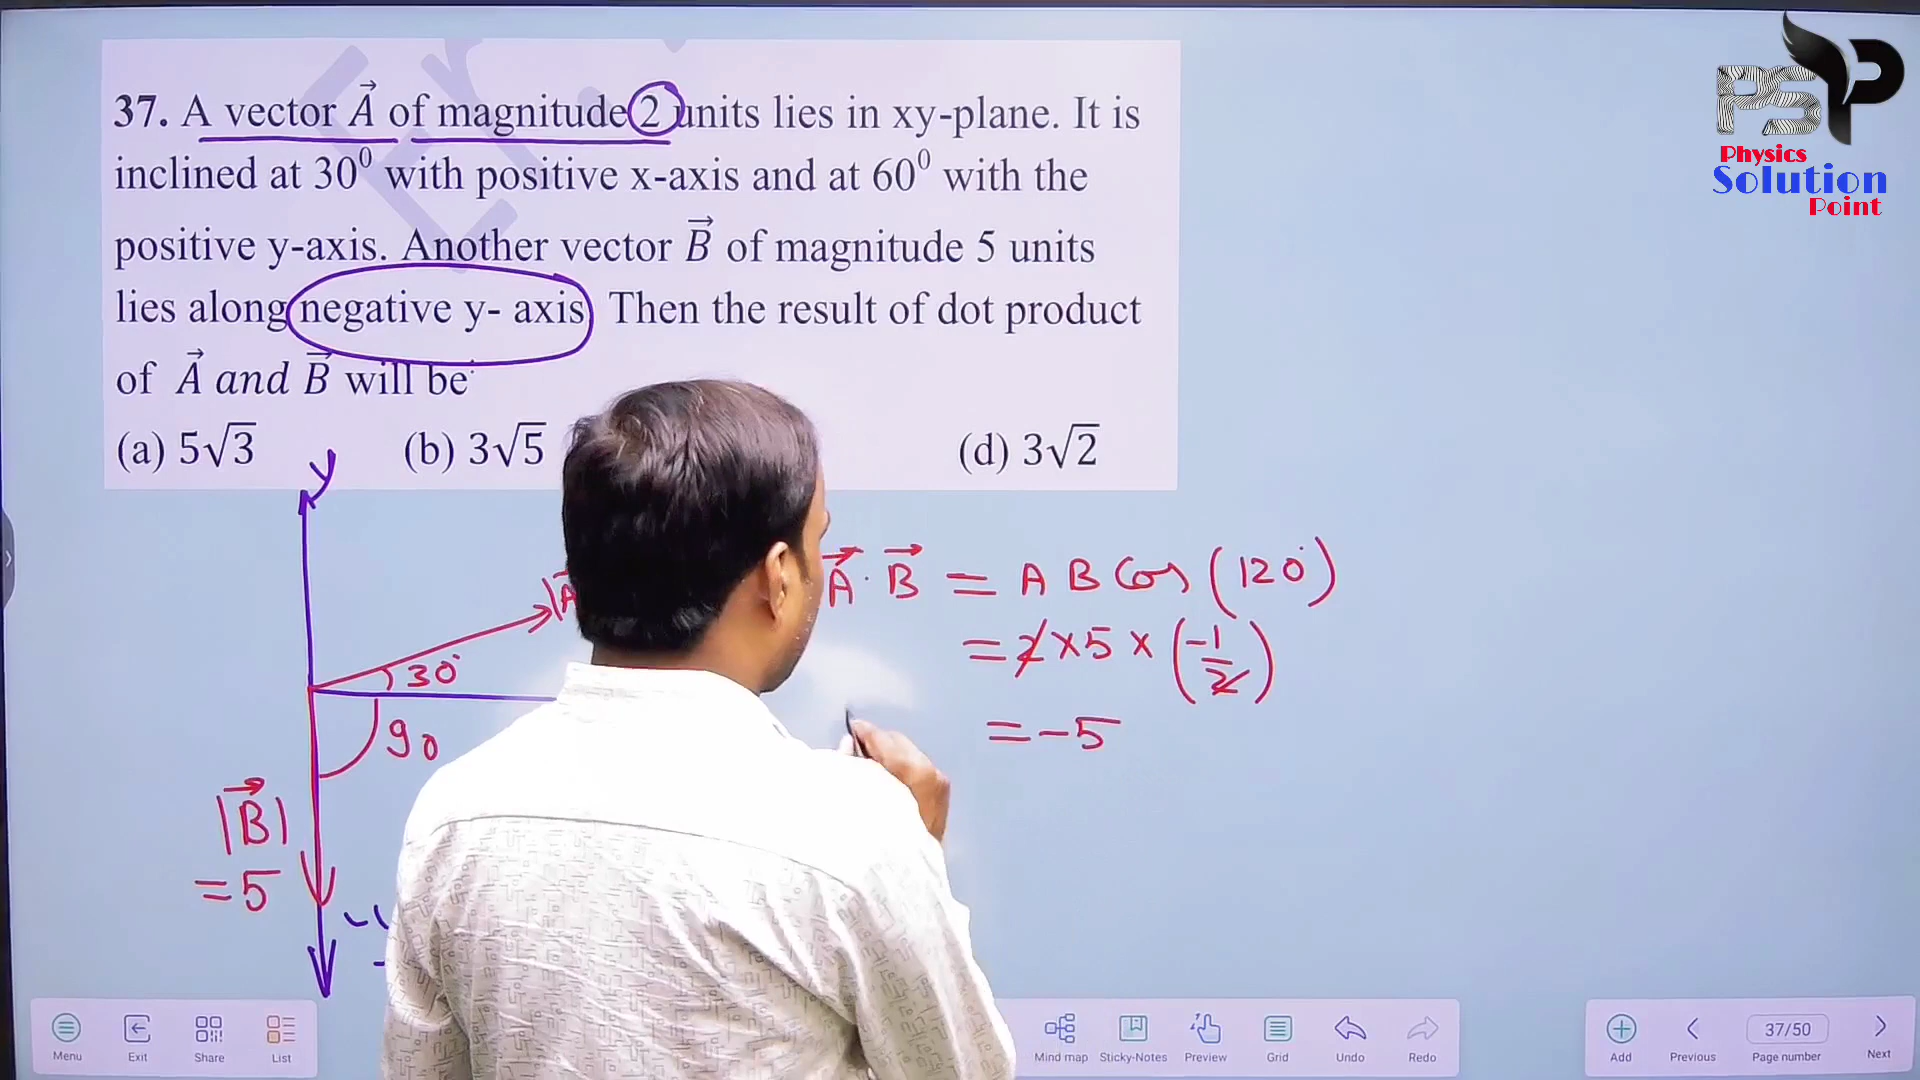 37. A vector A⃗ of magnitude 2 units lies in xy-plane. It is
inclined at 30⁰ with positive x-axis and at 60⁰ with the
positive y-axis. Another vector B⃗ of magnitude 5 units
lies along negative y- axis Then the result of dot product
of A⃗ and B⃗ will be
(a) 5√3 (b) 3√5 (d) 3√2
y
A⃗ · B⃗ = A B Cos (120°)
= 2 × 5 × (-1/2)
= -5
|A
30°
90
|B⃗|
= 5
PSP
Physics
Solution
Point
Menu Exit Share List Mind map Sticky-Notes Preview Grid Undo Redo Add Previous 37/50 Page number Next